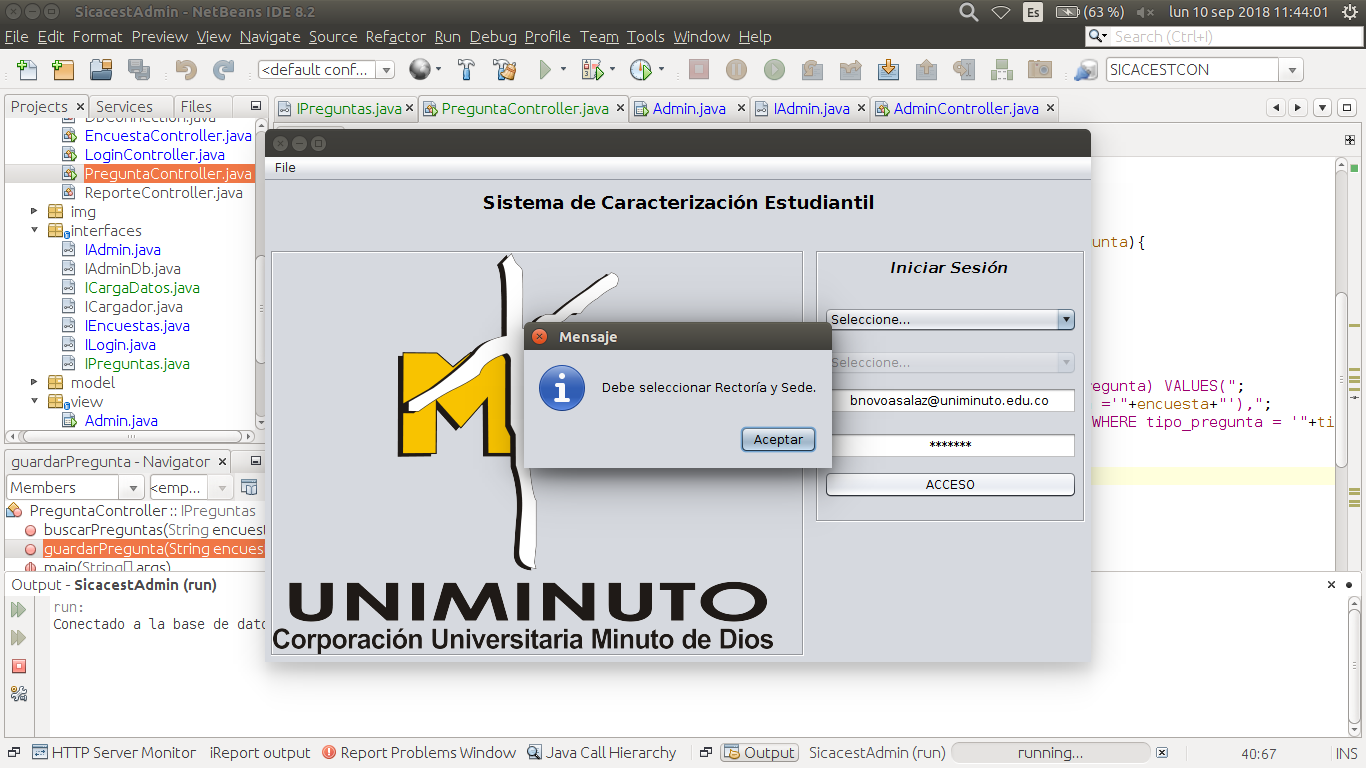 SicacestAdmin - NetBeans IDE 8.2
Es
(63 %)
lun 10 sep 2018 11:44:01
File Edit Format Preview View Navigate Source Refactor Run Debug Profile Team Tools Window Help
Search (Ctrl+I)
<default conf...
SICACESTCON
Projects
Services
Files
IPreguntas.java
PreguntaController.java
Admin.java
IAdmin.java
AdminController.java
DBConnection.java
EncuestaController.java
LoginController.java
PreguntaController.java
ReporteController.java
img
interfaces
IAdmin.java
IAdminDb.java
ICargaDatos.java
ICargador.java
IEncuestas.java
ILogin.java
IPreguntas.java
model
view
Admin.java
File
Sistema de Caracterización Estudiantil
Iniciar Sesión
Seleccione...
Seleccione...
bnovoasalaz@uniminuto.edu.co
*******
ACCESO
Mensaje
Debe seleccionar Rectoría y Sede.
Aceptar
M
UNIMINUTO
Corporación Universitaria Minuto de Dios
unta){
egunta) VALUES(";
='"+encuesta+"'),";
WHERE tipo_pregunta = '"+ti
guardarPregunta - Navigator
Members
<emp...
PreguntaController :: IPreguntas
buscarPreguntas(String encuest
guardarPregunta(String encues
main(String[] args)
Output - SicacestAdmin (run)
run:
Conectado a la base de dato
HTTP Server Monitor
iReport output
Report Problems Window
Java Call Hierarchy
Output
SicacestAdmin (run)
running...
40:67
INS